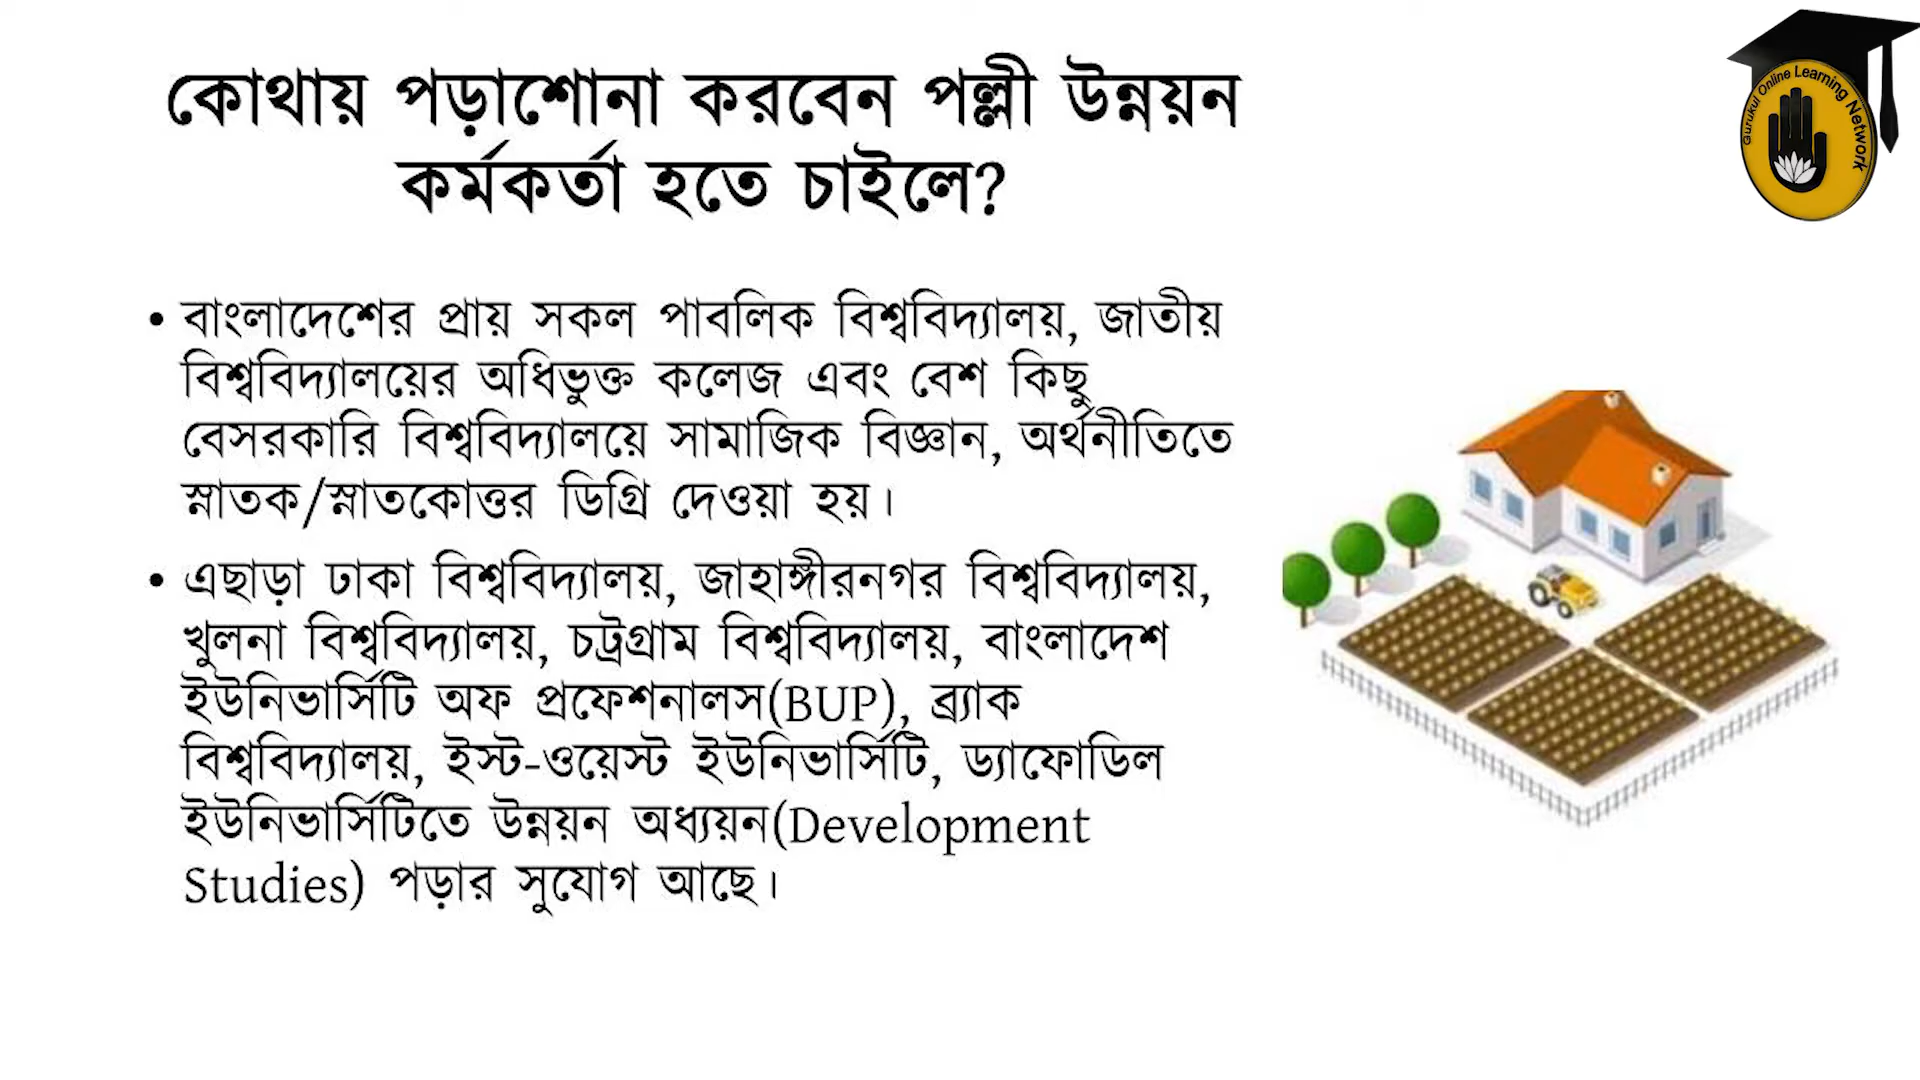 কোথায় পড়াশোনা করবেন পল্লী উন্নয়ন
কর্মকর্তা হতে চাইলে?
• বাংলাদেশের প্রায় সকল পাবলিক বিশ্ববিদ্যালয়, জাতীয়
বিশ্ববিদ্যালয়ের অধিভুক্ত কলেজ এবং বেশ কিছু
বেসরকারি বিশ্ববিদ্যালয়ে সামাজিক বিজ্ঞান, অর্থনীতিতে
স্নাতক/স্নাতকোত্তর ডিগ্রি দেওয়া হয়।
• এছাড়া ঢাকা বিশ্ববিদ্যালয়, জাহাঙ্গীরনগর বিশ্ববিদ্যালয়,
খুলনা বিশ্ববিদ্যালয়, চট্রগ্রাম বিশ্ববিদ্যালয়, বাংলাদেশ
ইউনিভার্সিটি অফ প্রফেশনালস(BUP), ব্র্যাক
বিশ্ববিদ্যালয়, ইস্ট-ওয়েস্ট ইউনিভার্সিটি, ড্যাফোডিল
ইউনিভার্সিটিতে উন্নয়ন অধ্যয়ন(Development
Studies) পড়ার সুযোগ আছে।
Gurukul Online Learning Network